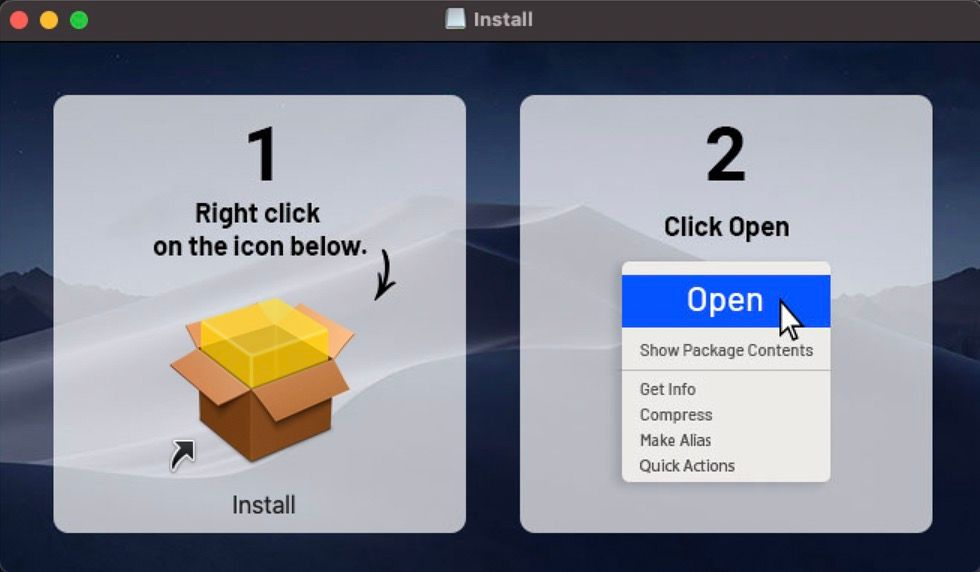 Install
1
Right click
on the icon below.
Install
2
Click Open
Open
Show Package Contents
Get Info
Compress
Make Alias
Quick Actions